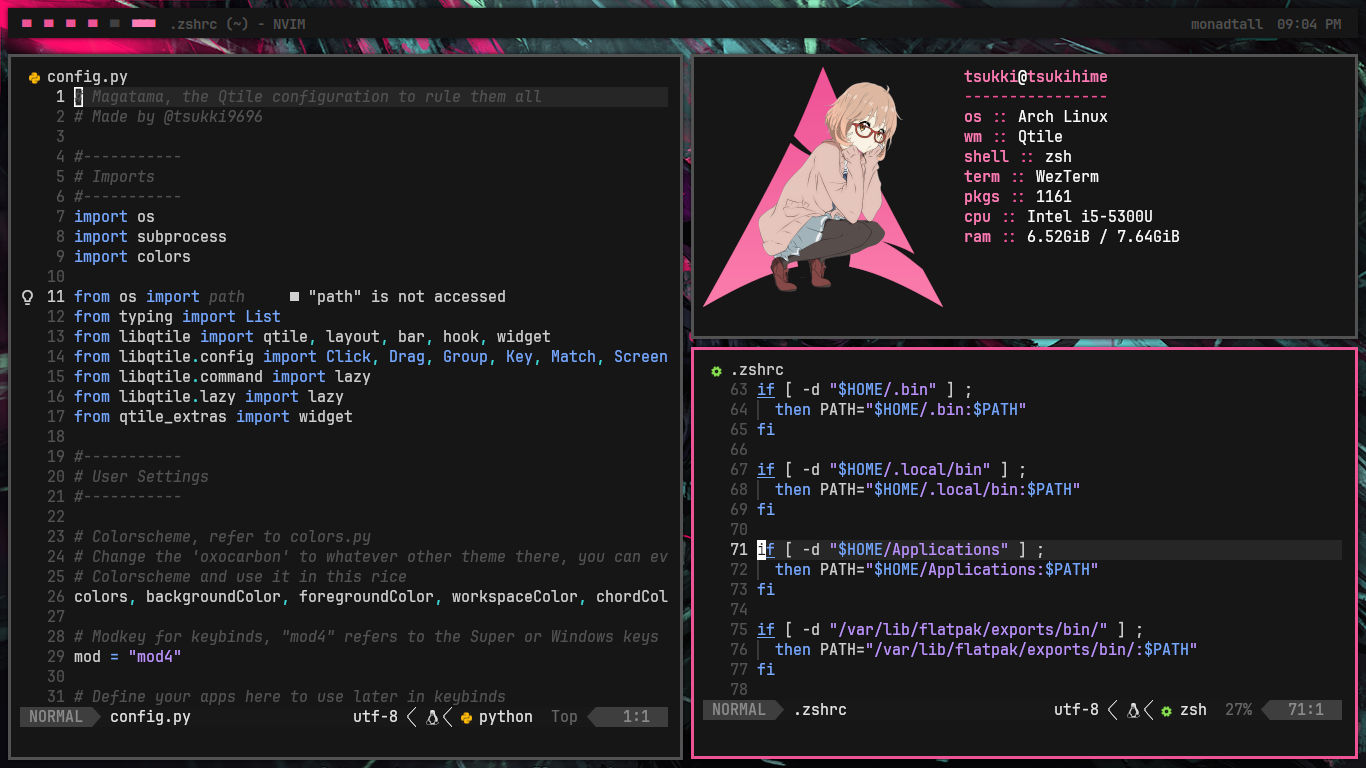 .zshrc (~) - NVIM
monadtall 09:04 PM
config.py
1 # Magatama, the Qtile configuration to rule them all
2 # Made by @tsukki9696
3
4 #-----------
5 # Imports
6 #-----------
7 import os
8 import subprocess
9 import colors
10
11 from os import path ■ "path" is not accessed
12 from typing import List
13 from libqtile import qtile, layout, bar, hook, widget
14 from libqtile.config import Click, Drag, Group, Key, Match, Screen
15 from libqtile.command import lazy
16 from libqtile.lazy import lazy
17 from qtile_extras import widget
18
19 #-----------
20 # User Settings
21 #-----------
22
23 # Colorscheme, refer to colors.py
24 # Change the 'oxocarbon' to whatever other theme there, you can ev
25 # Colorscheme and use it in this rice
26 colors, backgroundColor, foregroundColor, workspaceColor, chordCol
27
28 # Modkey for keybinds, "mod4" refers to the Super or Windows keys
29 mod = "mod4"
30
31 # Define your apps here to use later in keybinds
NORMAL config.py utf-8 python Top 1:1
tsukki@tsukihime
----------------
os :: Arch Linux
wm :: Qtile
shell :: zsh
term :: WezTerm
pkgs :: 1161
cpu :: Intel i5-5300U
ram :: 6.52GiB / 7.64GiB
.zshrc
63 if [ -d "$HOME/.bin" ] ;
64 then PATH="$HOME/.bin:$PATH"
65 fi
66
67 if [ -d "$HOME/.local/bin" ] ;
68 then PATH="$HOME/.local/bin:$PATH"
69 fi
70
71 if [ -d "$HOME/Applications" ] ;
72 then PATH="$HOME/Applications:$PATH"
73 fi
74
75 if [ -d "/var/lib/flatpak/exports/bin/" ] ;
76 then PATH="/var/lib/flatpak/exports/bin/:$PATH"
77 fi
78
NORMAL .zshrc utf-8 zsh 27% 71:1